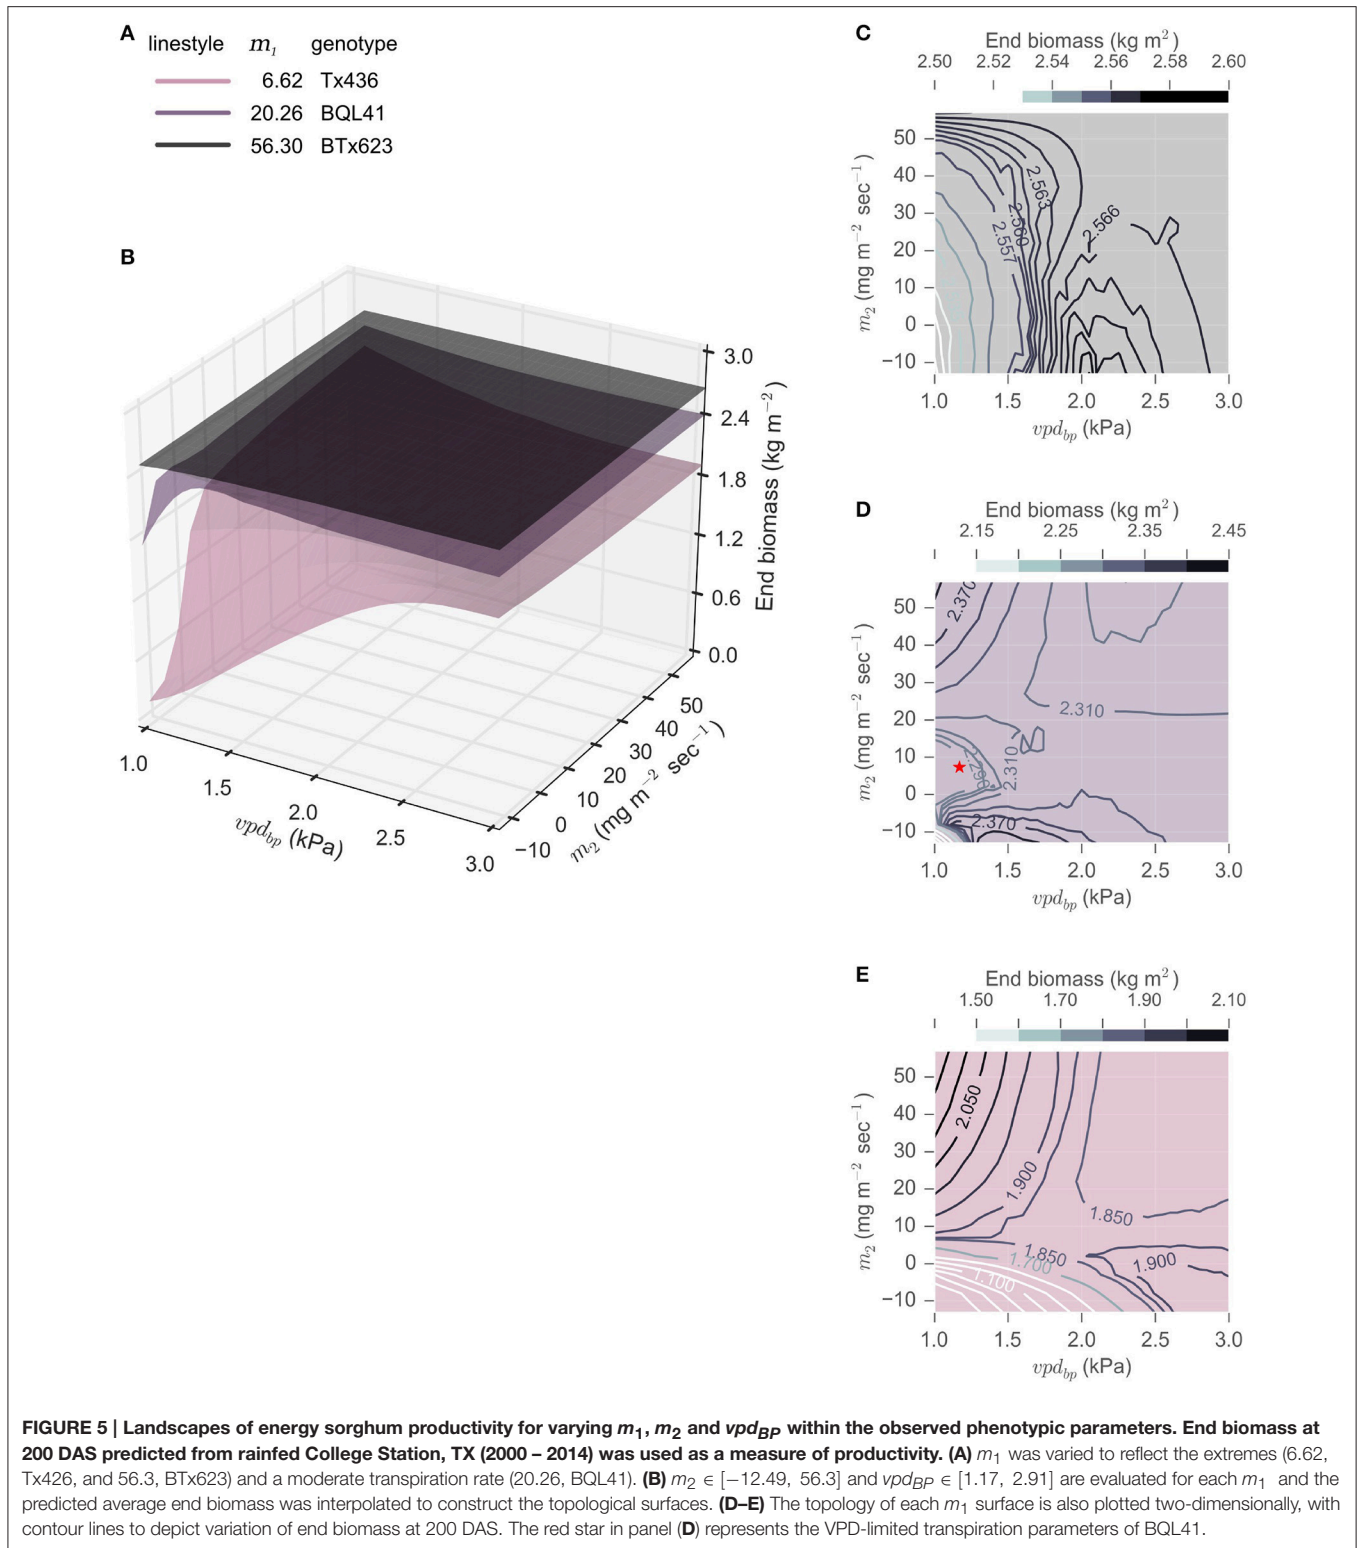 A
linestyle m₁ genotype
6.62 Tx436
20.26 BQL41
56.30 BTx623
B
3.0
2.4
1.8
1.2
0.6
0.0
End biomass (kg m⁻²)
1.0
1.5
2.0
2.5
3.0
vpd_bp (kPa)
−10
0
10
20
30
40
50
m₂ (mg m⁻² sec⁻¹)
C
End biomass (kg m²)
2.50 2.52 2.54 2.56 2.58 2.60
50
40
30
20
10
0
−10
m₂ (mg m⁻² sec⁻¹)
2.563
2.560
2.557
2.566
1.0 1.5 2.0 2.5 3.0
vpd_bp (kPa)
D
End biomass (kg m²)
2.15 2.25 2.35 2.45
50
40
30
20
10
0
−10
m₂ (mg m⁻² sec⁻¹)
2.370
2.310
2.310
2.370
1.0 1.5 2.0 2.5 3.0
vpd_bp (kPa)
E
End biomass (kg m²)
1.50 1.70 1.90 2.10
50
40
30
20
10
0
−10
m₂ (mg m⁻² sec⁻¹)
2.050
1.900
1.850
1.850
1.700
1.900
1.100
1.0 1.5 2.0 2.5 3.0
vpd_bp (kPa)
FIGURE 5 | Landscapes of energy sorghum productivity for varying m₁, m₂ and vpd_BP within the observed phenotypic parameters. End biomass at
200 DAS predicted from rainfed College Station, TX (2000 – 2014) was used as a measure of productivity. (A) m₁ was varied to reflect the extremes (6.62,
Tx426, and 56.3, BTx623) and a moderate transpiration rate (20.26, BQL41). (B) m₂ ∈ [−12.49, 56.3] and vpd_BP ∈ [1.17, 2.91] are evaluated for each m₁ and the
predicted average end biomass was interpolated to construct the topological surfaces. (D–E) The topology of each m₁ surface is also plotted two-dimensionally, with
contour lines to depict variation of end biomass at 200 DAS. The red star in panel (D) represents the VPD-limited transpiration parameters of BQL41.